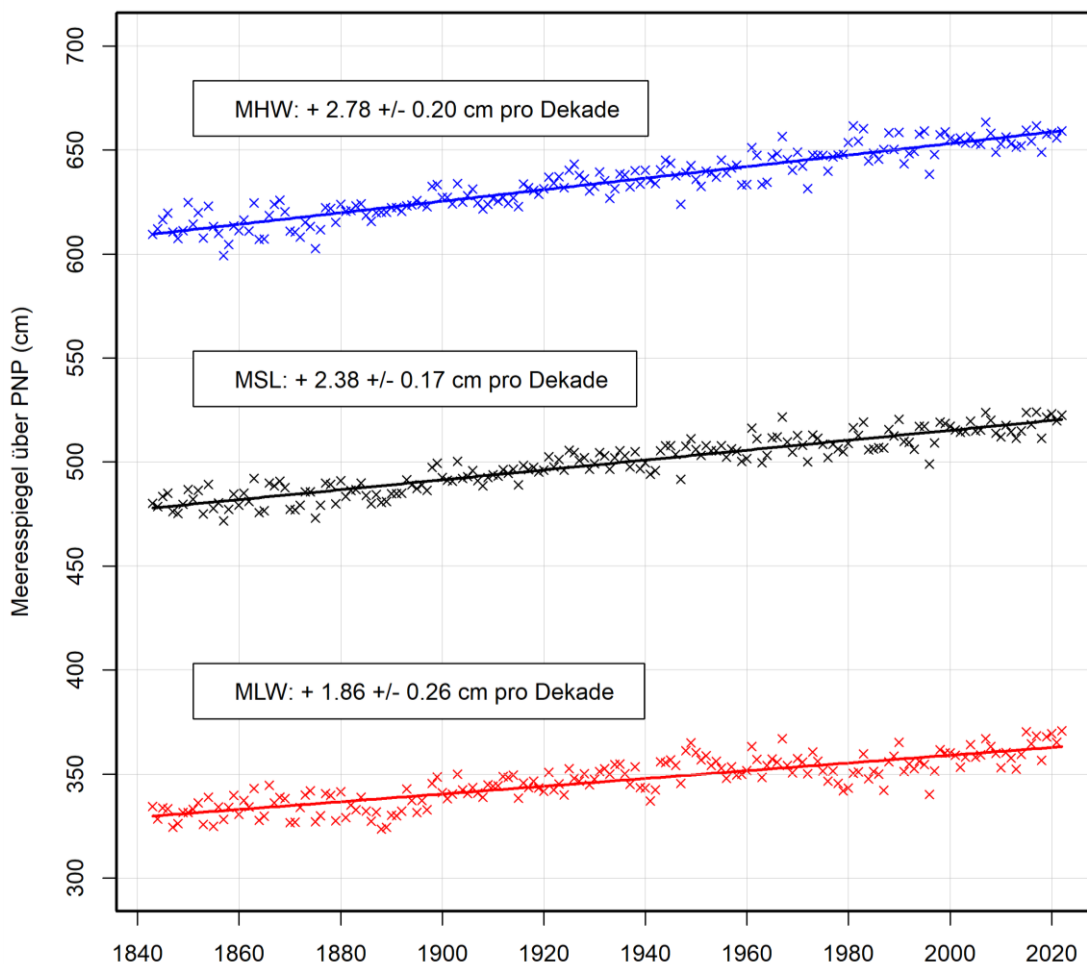 700
MHW: + 2.78 +/- 0.20 cm pro Dekade
650
600
550
MSL: + 2.38 +/- 0.17 cm pro Dekade
500
450
400
MLW: + 1.86 +/- 0.26 cm pro Dekade
350
300
Meeresspiegel über PNP (cm)
1840 1860 1880 1900 1920 1940 1960 1980 2000 2020